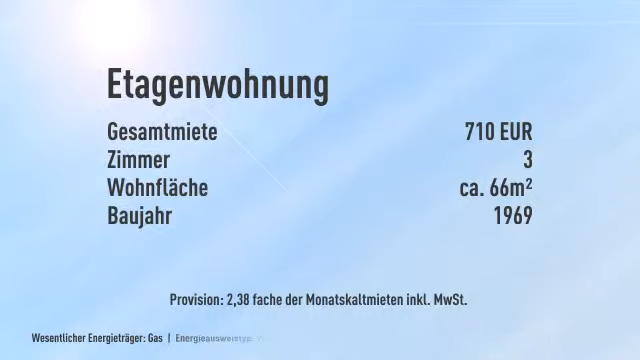 Etagenwohnung
Gesamtmiete 710 EUR
Zimmer 3
Wohnfläche ca. 66m²
Baujahr 1969
Provision: 2,38 fache der Monatskaltmieten inkl. MwSt.
Wesentlicher Energieträger: Gas | Energieausweistyp: